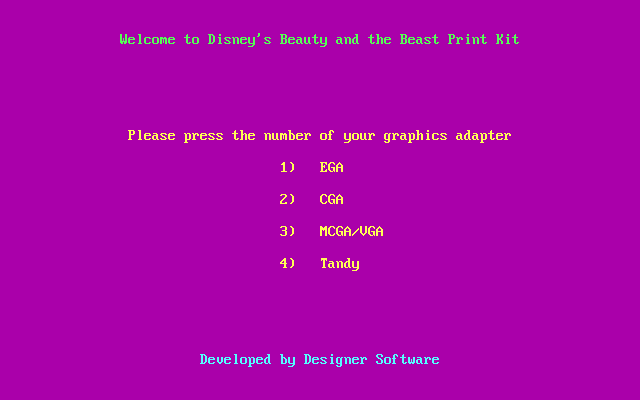 Welcome to Disney's Beauty and the Beast Print Kit
Please press the number of your graphics adapter
1) EGA
2) CGA
3) MCGA/VGA
4) Tandy
Developed by Designer Software